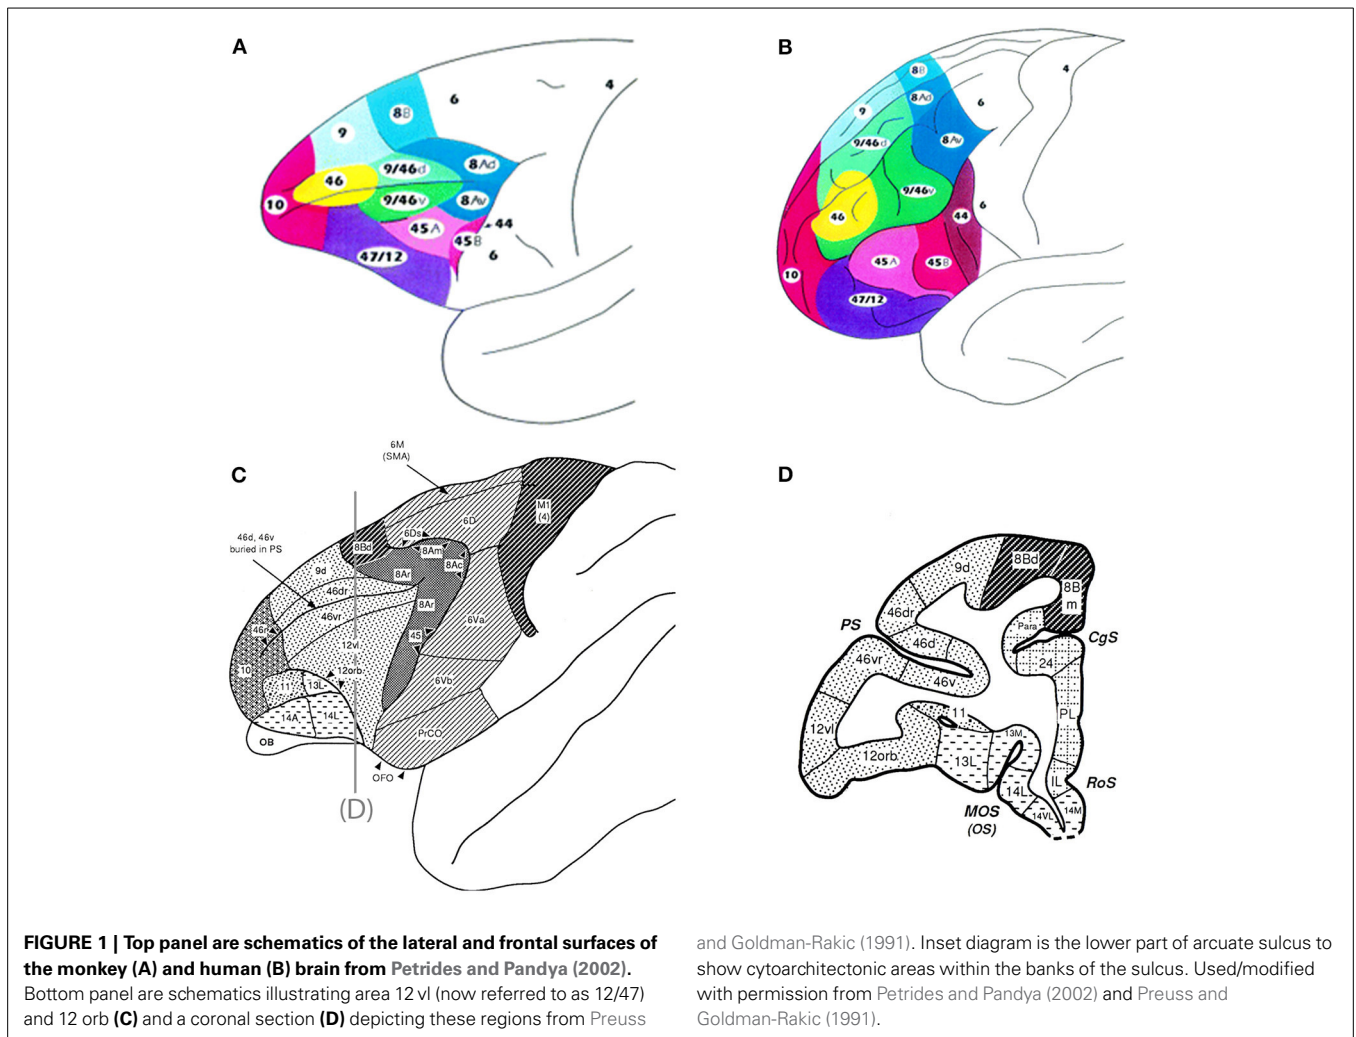 A
B
8B
6
4
9
9/46d
8Ad
46
9/46v
8Av
10
45A
45B
44
47/12
6
8B
4
8Ad
6
9
9/46d
8Av
9/46v
46
44
6
45A
45B
10
47/12
C
D
6M
(SMA)
46d, 46v
buried in PS
M1
(4)
6D
6Ds
8Bd
8Am
8Ac
9d
8Ar
46dr
8Ar
46vr
6Va
46r
45
12vl
10
12orb
11
13L
6Vb
14A
14L
PrCO
OB
OFO
(D)
8Bd
9d
8B
m
46dr
Para
PS
CgS
46d
46vr
24
46v
11
PL
12vl
13M
12orb
13L
IL
RoS
14L
MOS
(OS)
14VL
14M
FIGURE 1 | Top panel are schematics of the lateral and frontal surfaces of
the monkey (A) and human (B) brain from Petrides and Pandya (2002).
Bottom panel are schematics illustrating area 12 vl (now referred to as 12/47)
and 12 orb (C) and a coronal section (D) depicting these regions from Preuss
and Goldman-Rakic (1991). Inset diagram is the lower part of arcuate sulcus to
show cytoarchitectonic areas within the banks of the sulcus. Used/modified
with permission from Petrides and Pandya (2002) and Preuss and
Goldman-Rakic (1991).